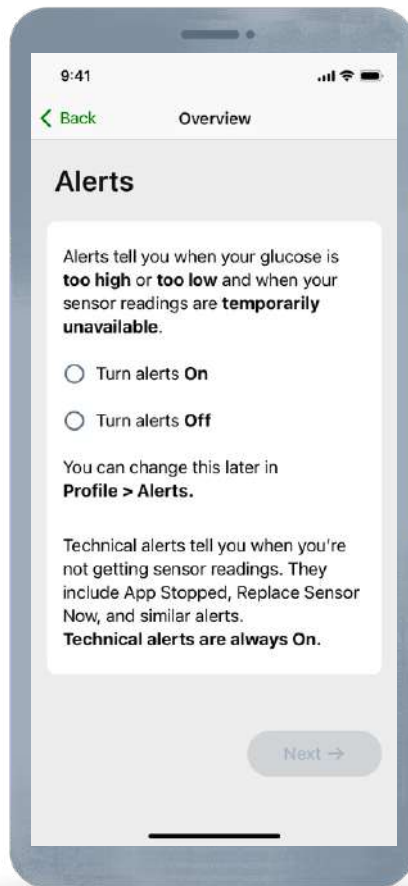 9:41
Back
Overview
Alerts
Alerts tell you when your glucose is
too high or too low and when your
sensor readings are temporarily
unavailable.
Turn alerts On
Turn alerts Off
You can change this later in
Profile > Alerts.
Technical alerts tell you when you're
not getting sensor readings. They
include App Stopped, Replace Sensor
Now, and similar alerts.
Technical alerts are always On.
Next →